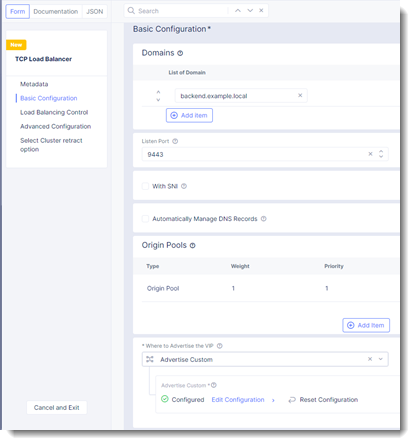 Form Documentation JSON
Search
New
TCP Load Balancer
Metadata
Basic Configuration
Load Balancing Control
Advanced Configuration
Select Cluster retract
option
Cancel and Exit
Basic Configuration *
Domains
List of Domain
backend.example.local
Add item
Listen Port
9443
With SNI
Automatically Manage DNS Records
Origin Pools
Type Weight Priority
Origin Pool 1 1
Add item
* Where to Advertise the VIP
Advertise Custom
Advertise Custom *
Configured Edit Configuration Reset Configuration